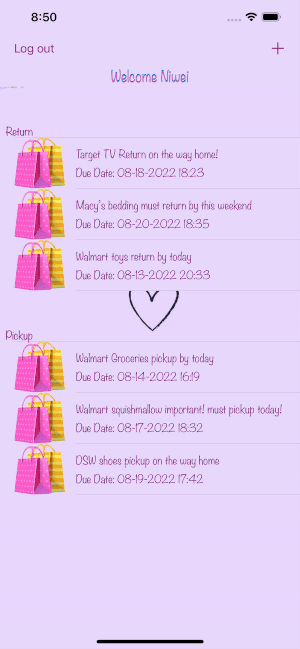 8:50
Log out
Welcome Niwei
Return
Target TV Return on the way home!
Due Date: 08-18-2022 18:23
Macy's bedding must return by this weekend
Due Date: 08-20-2022 18:35
Walmart toys return by today
Due Date: 08-13-2022 20:33
Pickup
Walmart Groceries pickup by today
Due Date: 08-14-2022 16:19
Walmart squishmallow important! must pickup today!
Due Date: 08-17-2022 18:32
DSW shoes pickup on the way home
Due Date: 08-19-2022 17:42